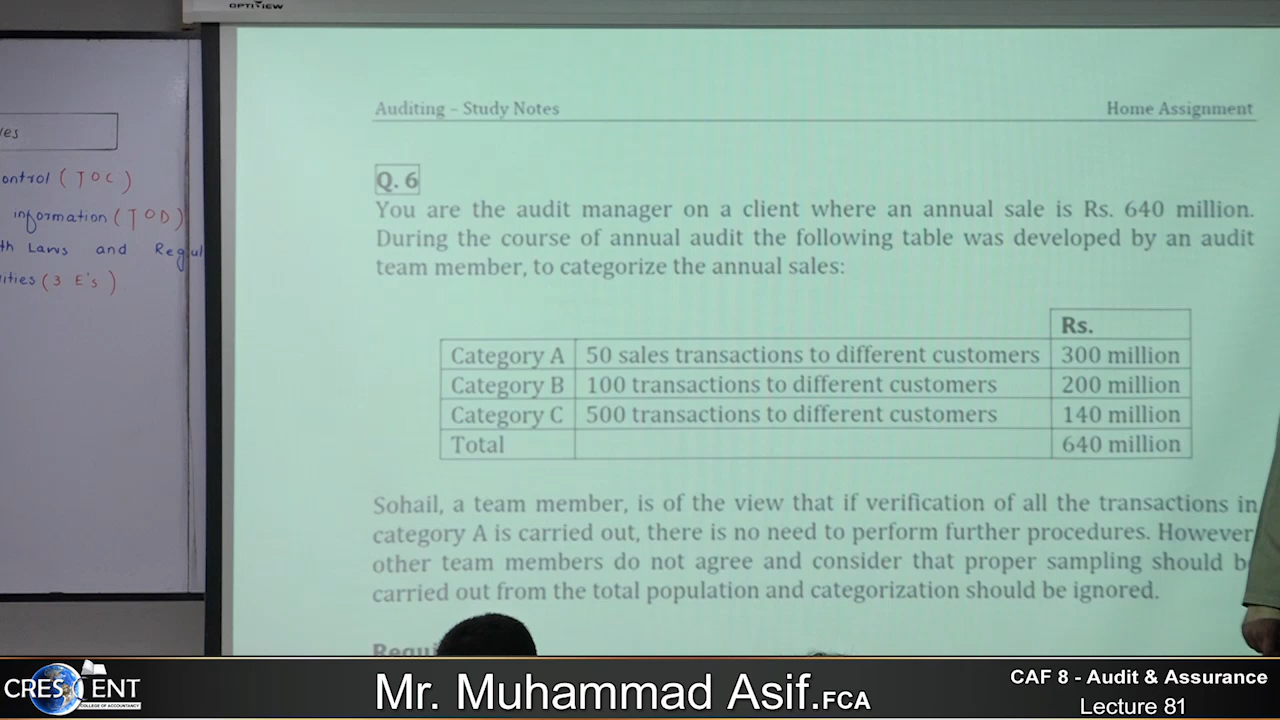 OPTIVIEW
ontrol (TOC)
information (TOD)
th Laws and Regul
ities (3 E's)
Auditing – Study Notes Home Assignment
Q. 6
You are the audit manager on a client where an annual sale is Rs. 640 million.
During the course of annual audit the following table was developed by an audit
team member, to categorize the annual sales:
Rs.
Category A 50 sales transactions to different customers 300 million
Category B 100 transactions to different customers 200 million
Category C 500 transactions to different customers 140 million
Total 640 million
Sohail, a team member, is of the view that if verification of all the transactions in
category A is carried out, there is no need to perform further procedures. However
other team members do not agree and consider that proper sampling should b
carried out from the total population and categorization should be ignored.
CRESCENT
COLLEGE OF ACCOUNTANCY
Mr. Muhammad Asif.FCA
CAF 8 - Audit & Assurance
Lecture 81